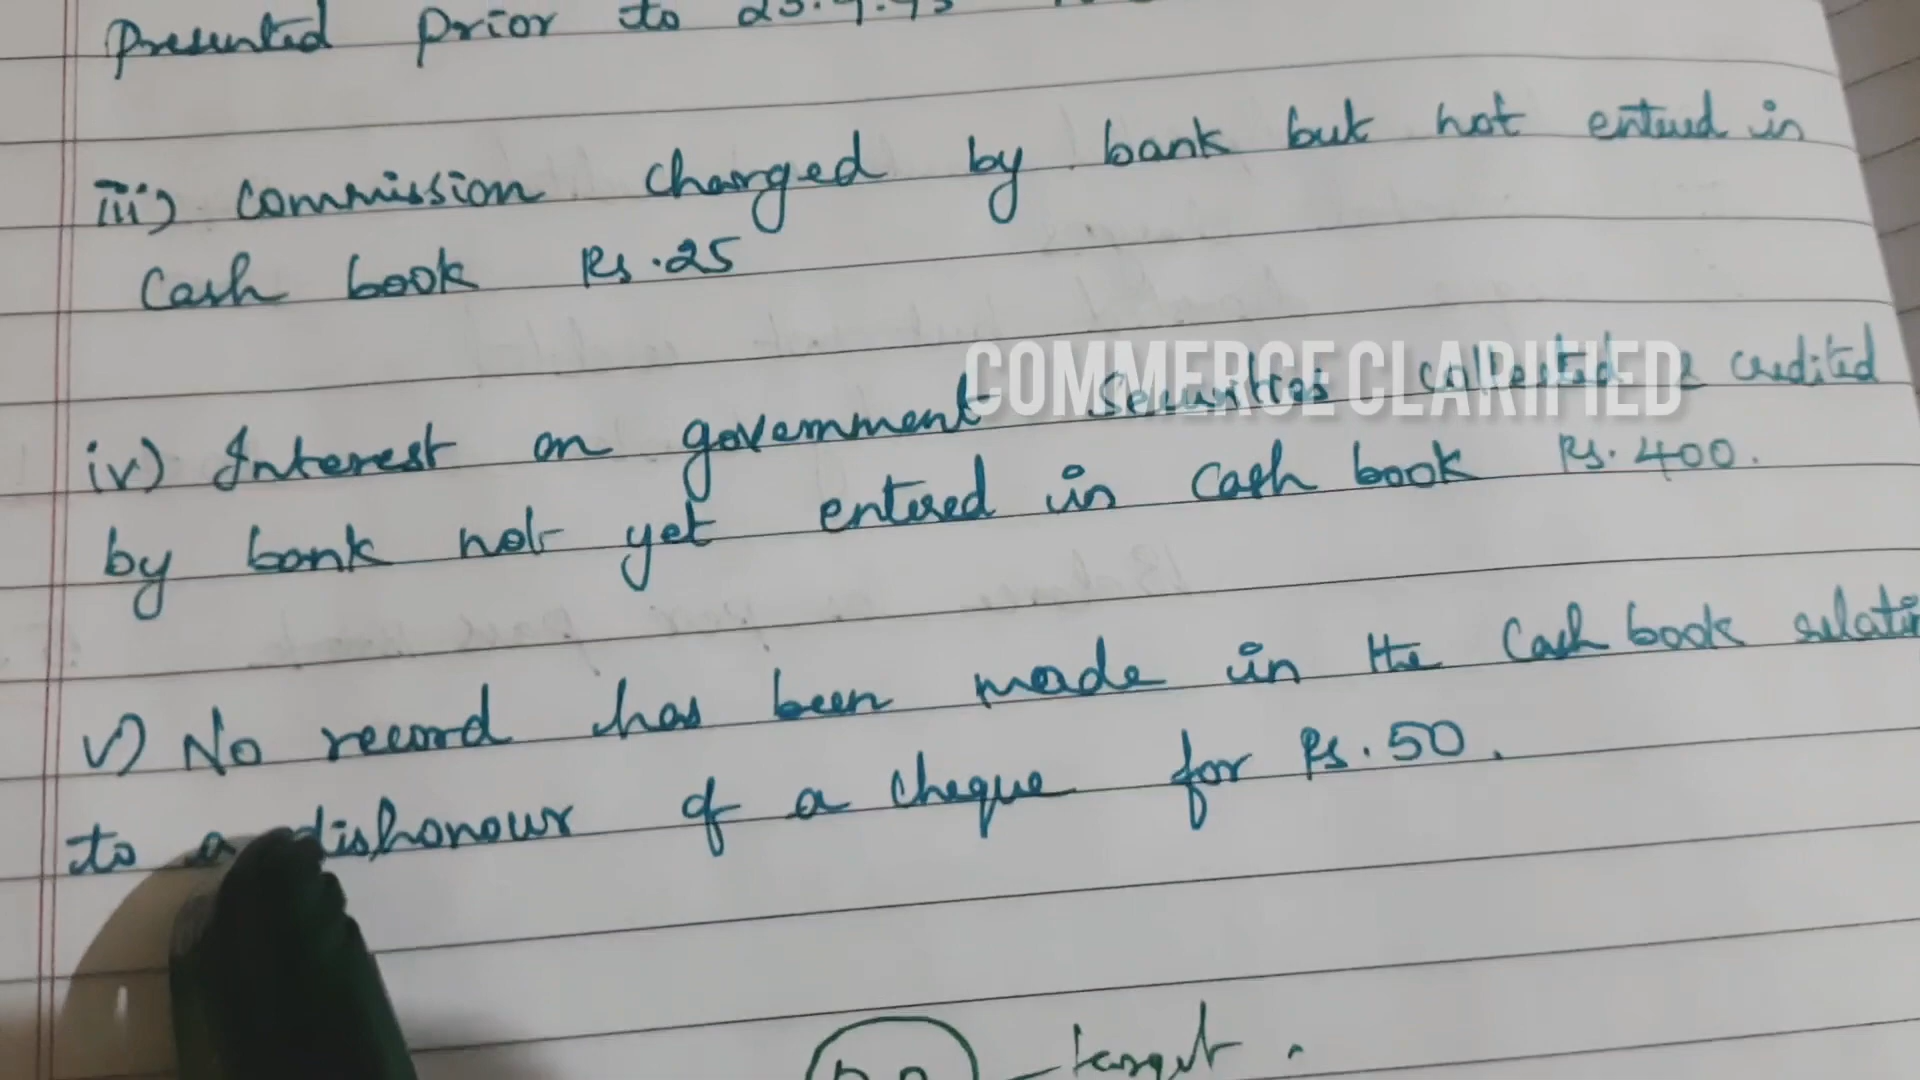 Presented prior to 
iii) Commission charged by bank but not entered in
Cash book Rs.25
COMMERCE CLARIFIED
iv) Interest on government securities collected & credited
by bank not yet entered in Cash book Rs.400.
v) No record has been made in the Cash book relatin
to a dishonour of a cheque for Rs.50.
target.